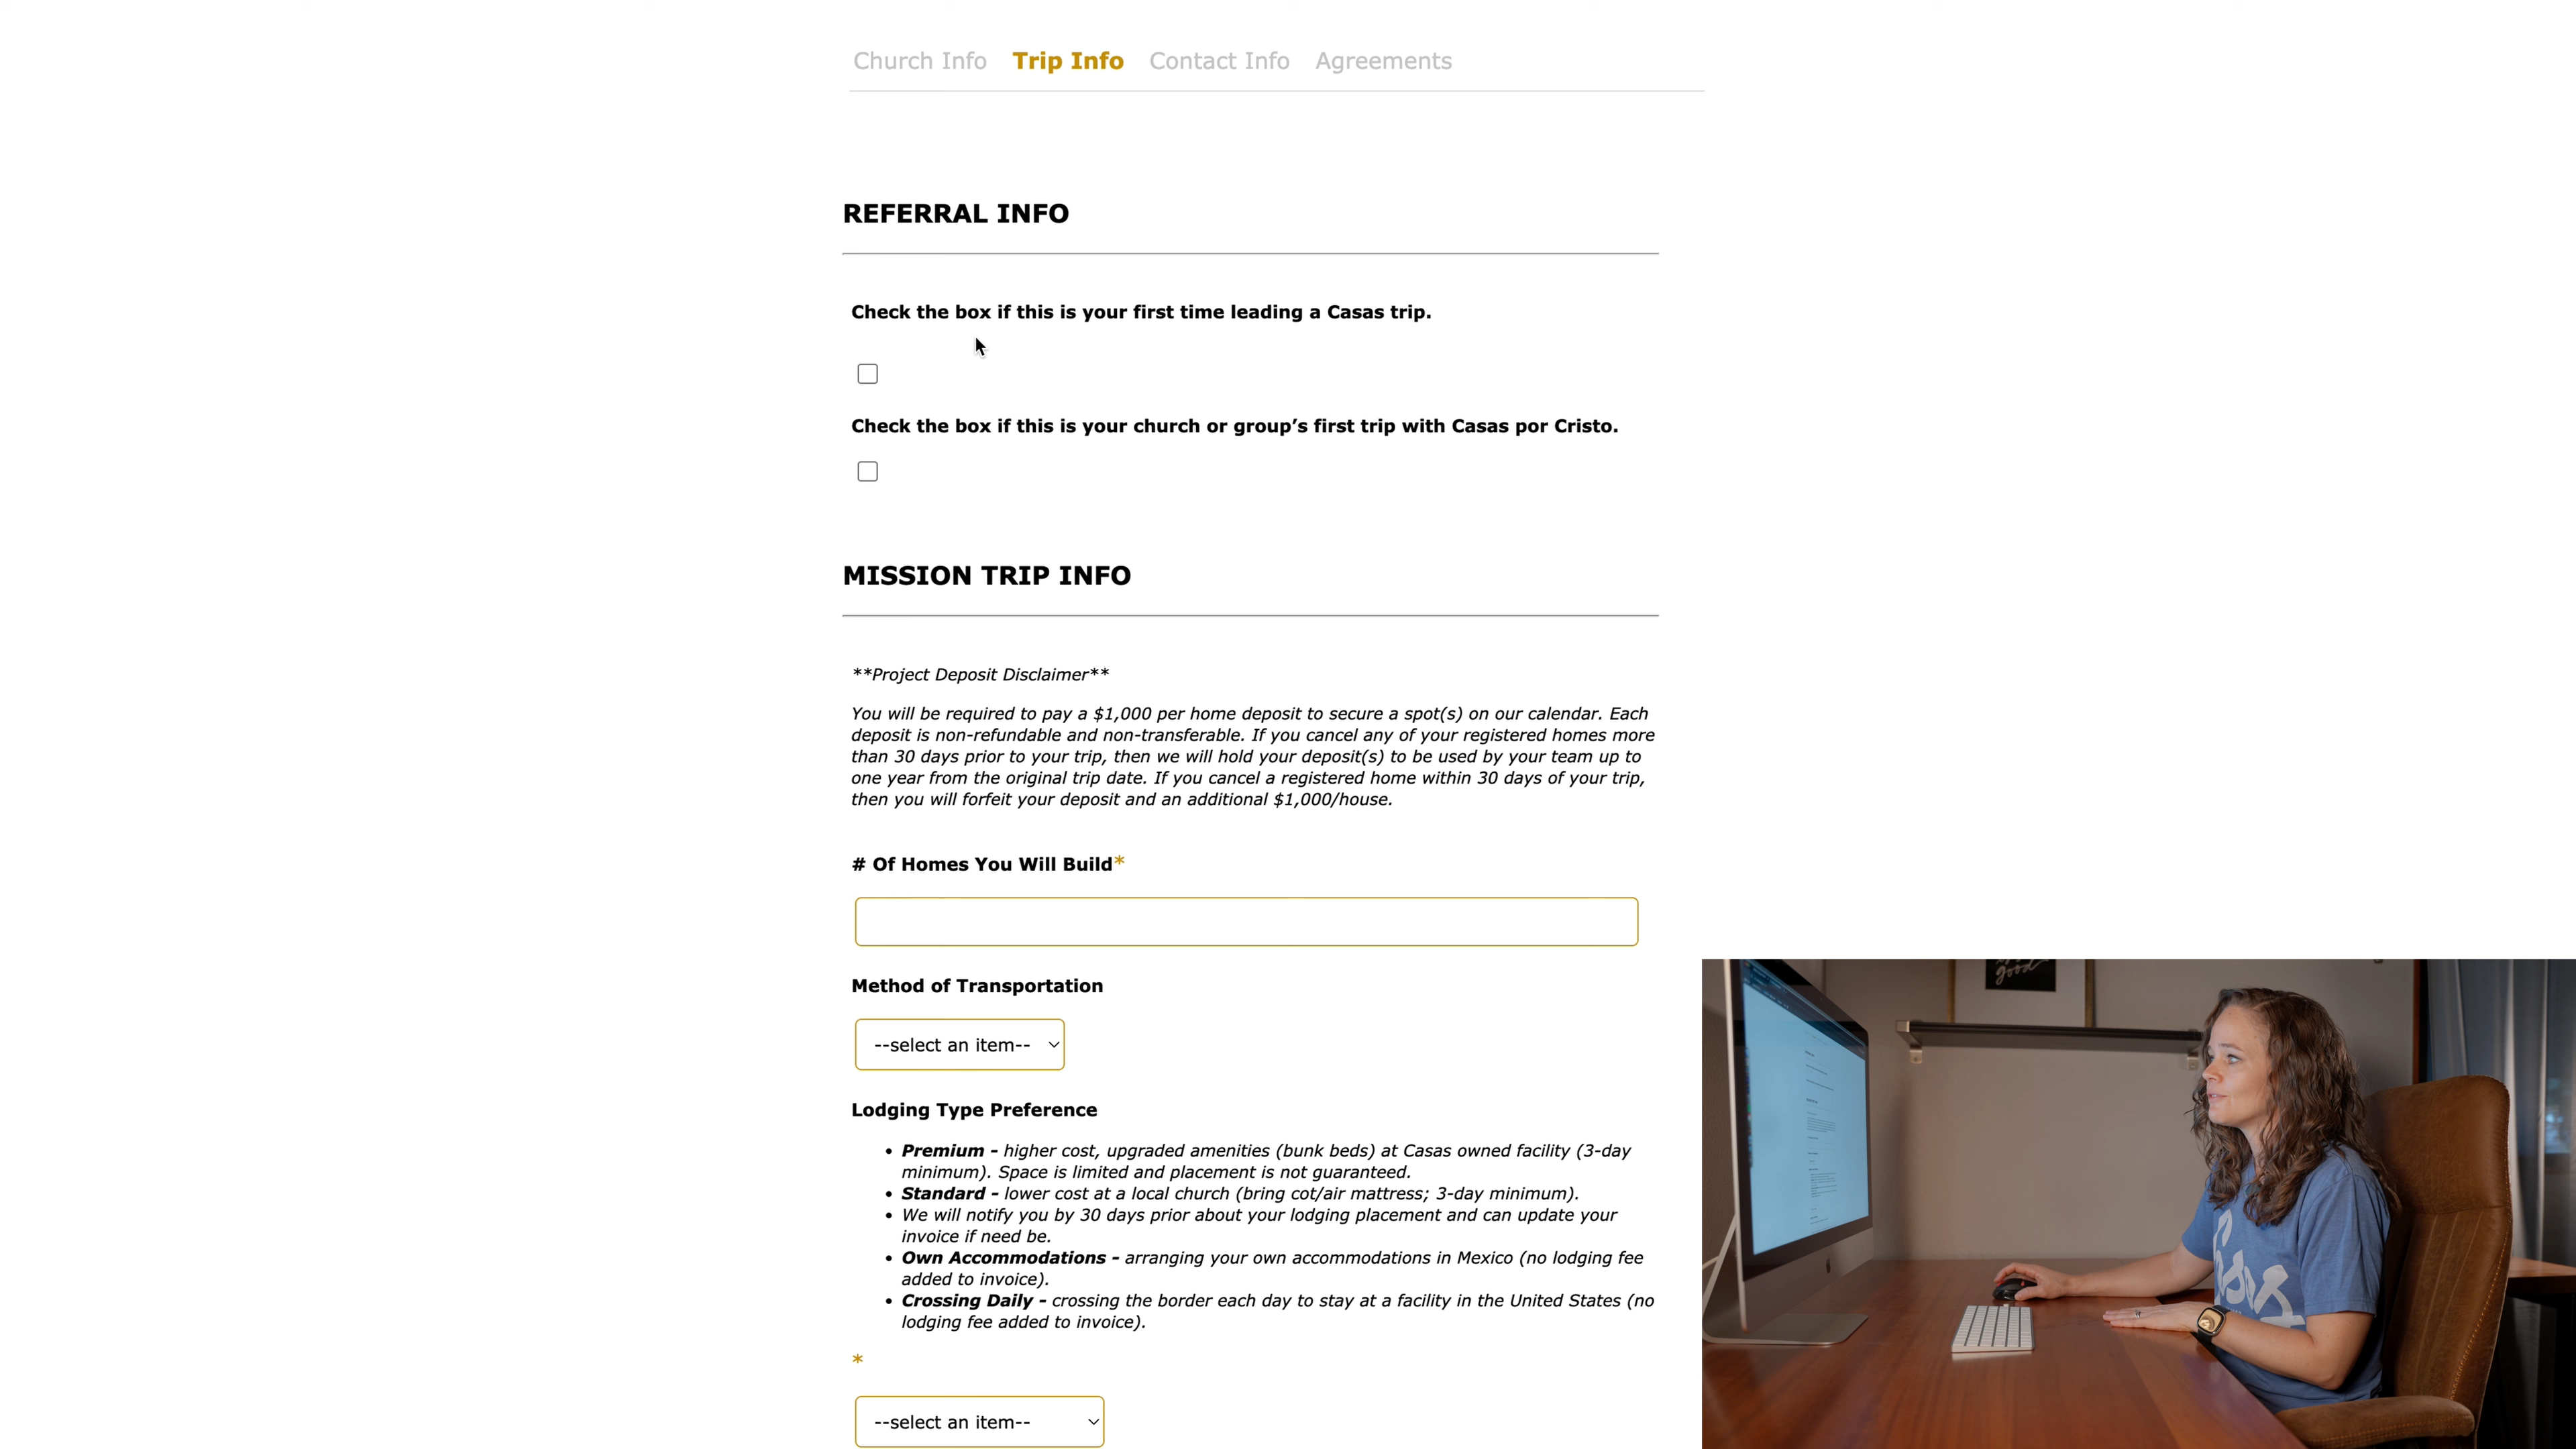 Church Info Trip Info Contact Info Agreements
REFERRAL INFO
Check the box if this is your first time leading a Casas trip.
Check the box if this is your church or group’s first trip with Casas por Cristo.
MISSION TRIP INFO
**Project Deposit Disclaimer**
You will be required to pay a $1,000 per home deposit to secure a spot(s) on our calendar. Each
deposit is non-refundable and non-transferable. If you cancel any of your registered homes more
than 30 days prior to your trip, then we will hold your deposit(s) to be used by your team up to
one year from the original trip date. If you cancel a registered home within 30 days of your trip,
then you will forfeit your deposit and an additional $1,000/house.
# Of Homes You Will Build*
Method of Transportation
--select an item--
Lodging Type Preference
• Premium - higher cost, upgraded amenities (bunk beds) at Casas owned facility (3-day
minimum). Space is limited and placement is not guaranteed.
• Standard - lower cost at a local church (bring cot/air mattress; 3-day minimum).
• We will notify you by 30 days prior about your lodging placement and can update your
invoice if need be.
• Own Accommodations - arranging your own accommodations in Mexico (no lodging fee
added to invoice).
• Crossing Daily - crossing the border each day to stay at a facility in the United States (no
lodging fee added to invoice).
*
--select an item--
good